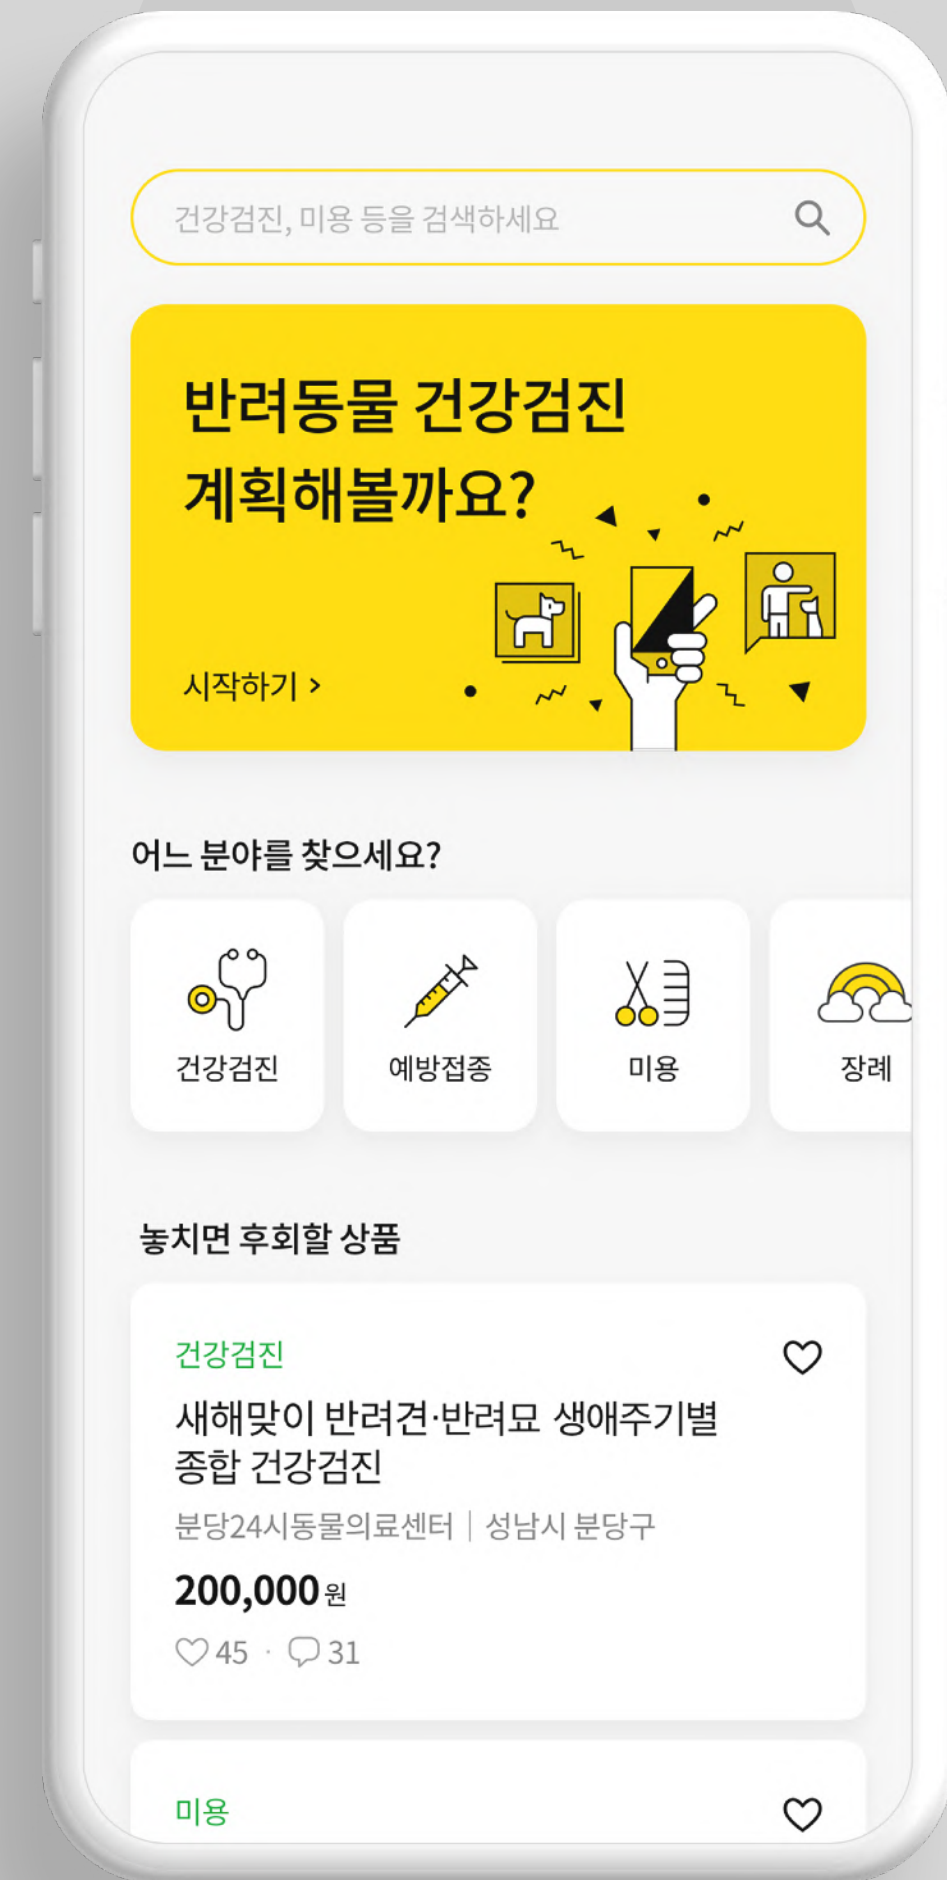 건강검진, 미용 등을 검색하세요
반려동물 건강검진
계획해볼까요?
시작하기 >
어느 분야를 찾으세요?
건강검진
예방접종
미용
장례
놓치면 후회할 상품
건강검진
새해맞이 반려견·반려묘 생애주기별
종합 건강검진
분당24시동물의료센터 | 성남시 분당구
200,000원
45 · 31
미용